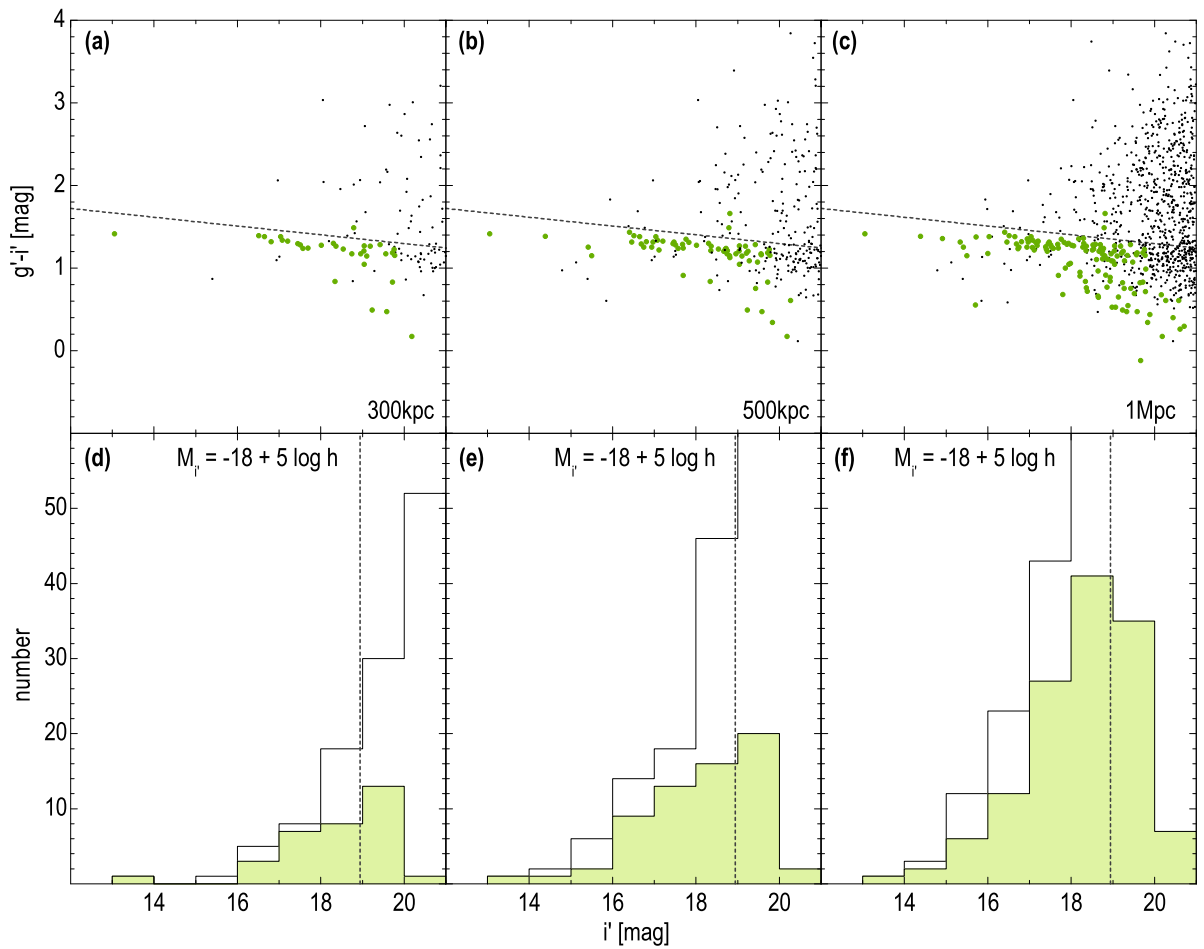 (a)
(b)
(c)
4
3
2
1
0
g'-i' [mag]
300kpc
500kpc
1Mpc
(d)
M_i' = -18 + 5 log h
(e)
M_i' = -18 + 5 log h
(f)
M_i' = -18 + 5 log h
50
40
30
20
10
number
14 16 18 20
14 16 18 20
14 16 18 20
i' [mag]